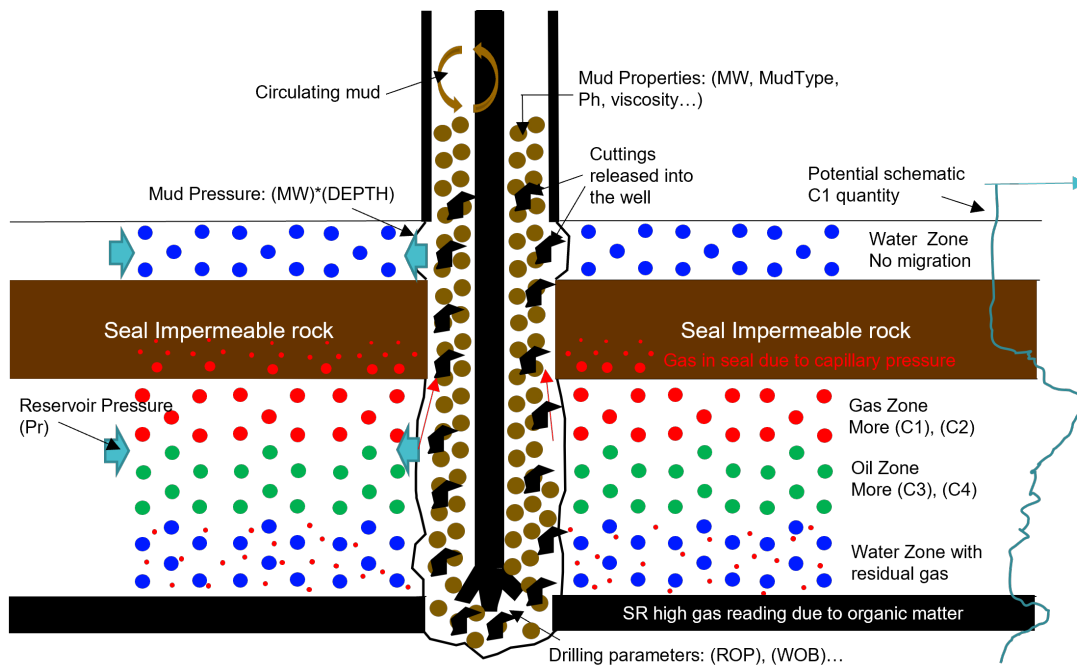 Circulating mud
Mud Properties: (MW, MudType,
Ph, viscosity…)
Cuttings
released into
the well
Potential schematic
C1 quantity
Mud Pressure: (MW)*(DEPTH)
Water  Zone
No migration
Seal Impermeable rock
Seal Impermeable rock
Gas in seal due to capillary pressure
Reservoir Pressure
(Pr)
Gas Zone
More (C1), (C2)
Oil Zone
More (C3), (C4)
Water Zone with
residual gas
SR high gas reading due to organic matter
Drilling parameters: (ROP), (WOB)…